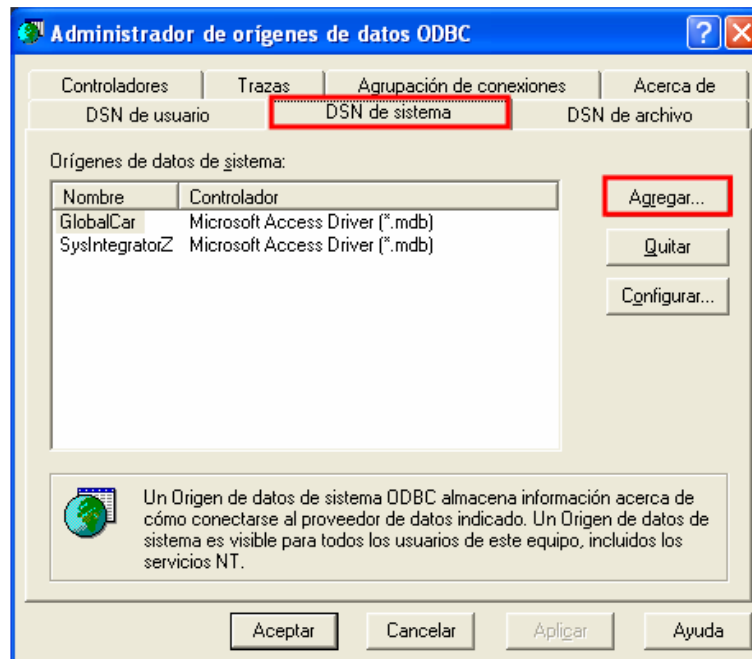 Administrador de orígenes de datos ODBC
Controladores Trazas Agrupación de conexiones Acerca de
DSN de usuario DSN de sistema DSN de archivo
Orígenes de datos de sistema:
Nombre Controlador
GlobalCar Microsoft Access Driver (*.mdb)
SysIntegratorZ Microsoft Access Driver (*.mdb)
Agregar...
Quitar
Configurar...
Un Origen de datos de sistema ODBC almacena información acerca de
cómo conectarse al proveedor de datos indicado. Un Origen de datos de
sistema es visible para todos los usuarios de este equipo, incluidos los
servicios NT.
Aceptar Cancelar Aplicar Ayuda